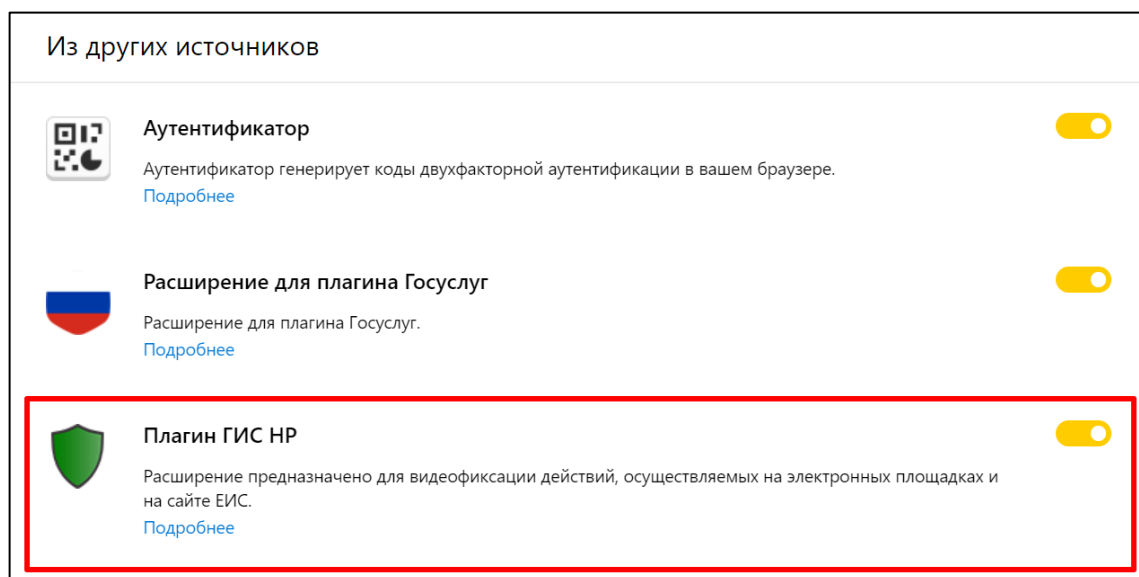 Из других источников
Аутентификатор
Аутентификатор генерирует коды двухфакторной аутентификации в вашем браузере.
Подробнее
Расширение для плагина Госуслуг
Расширение для плагина Госуслуг.
Подробнее
Плагин ГИС НР
Расширение предназначено для видеофиксации действий, осуществляемых на электронных площадках и
на сайте ЕИС.
Подробнее